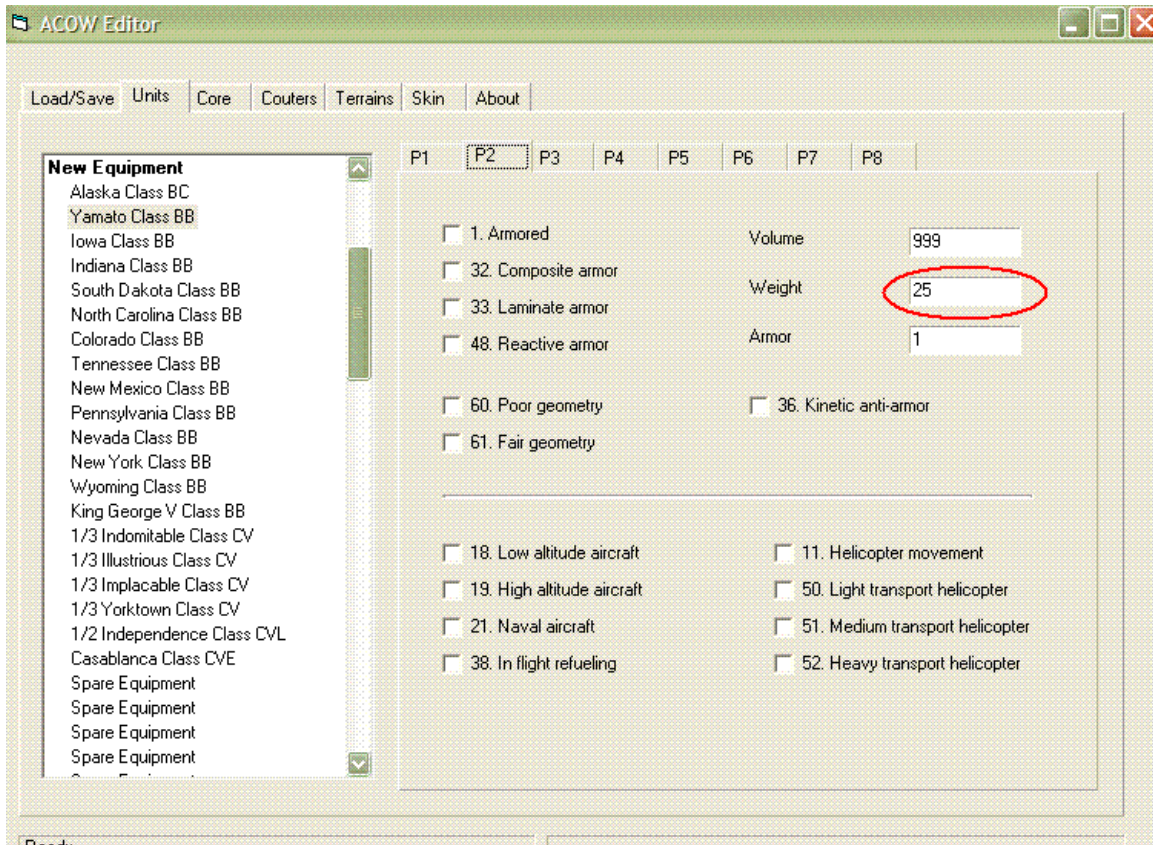 ACOW Editor
Load/Save Units Core Couters Terrains Skin About
New Equipment
Alaska Class BC
Yamato Class BB
Iowa Class BB
Indiana Class BB
South Dakota Class BB
North Carolina Class BB
Colorado Class BB
Tennessee Class BB
New Mexico Class BB
Pennsylvania Class BB
Nevada Class BB
New York Class BB
Wyoming Class BB
King George V Class BB
1/3 Indomitable Class CV
1/3 Illustrious Class CV
1/3 Implacable Class CV
1/3 Yorktown Class CV
1/2 Independence Class CVL
Casablanca Class CVE
Spare Equipment
Spare Equipment
Spare Equipment
Spare Equipment
P1 P2 P3 P4 P5 P6 P7 P8
1. Armored
32. Composite armor
33. Laminate armor
48. Reactive armor
60. Poor geometry
61. Fair geometry
Volume 999
Weight 25
Armor 1
36. Kinetic anti-armor
18. Low altitude aircraft
19. High altitude aircraft
21. Naval aircraft
38. In flight refueling
11. Helicopter movement
50. Light transport helicopter
51. Medium transport helicopter
52. Heavy transport helicopter